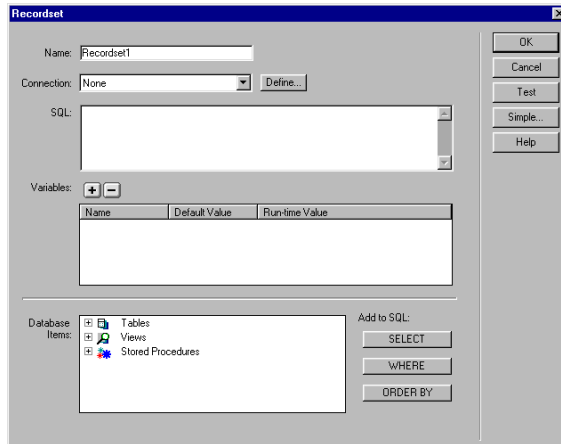 Recordset
Name: Recordset1
Connection: None Define...
SQL:
Variables: + −
Name Default Value Run-time Value
Database Items:
Tables
Views
Stored Procedures
Add to SQL:
SELECT
WHERE
ORDER BY
OK
Cancel
Test
Simple...
Help